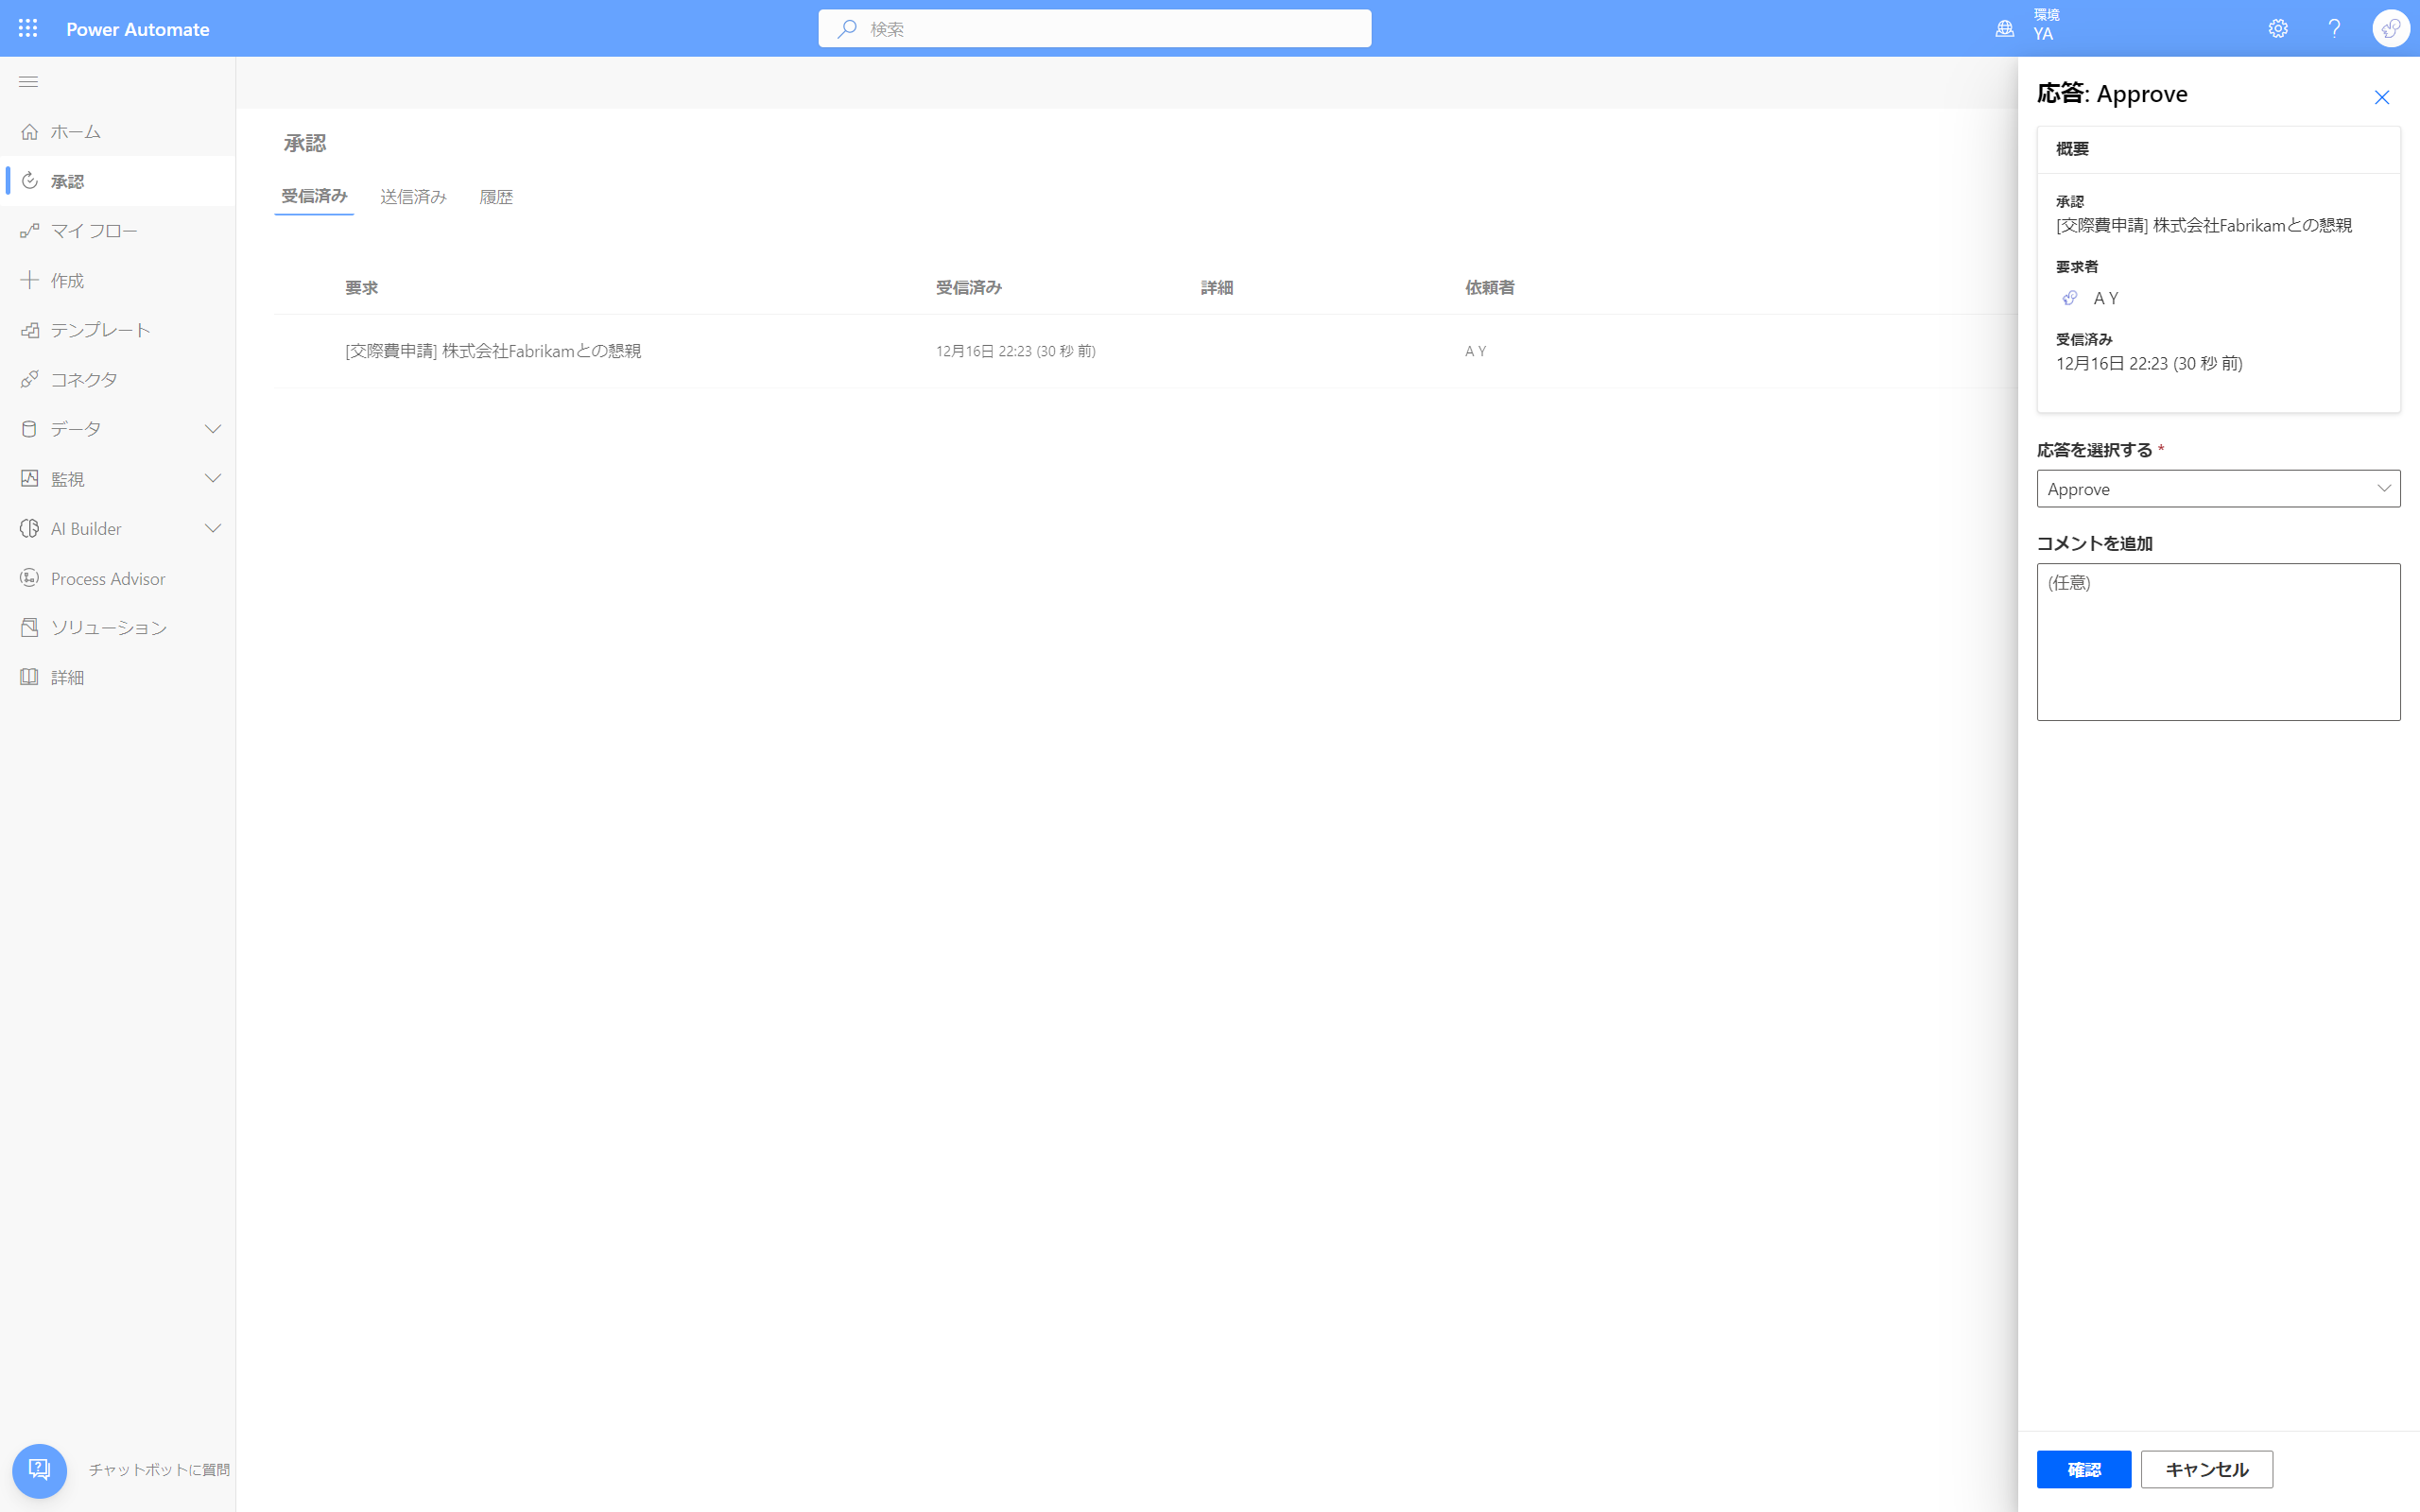 Power Automate
検索
環境
YA
?
ホーム
承認
マイ フロー
作成
テンプレート
コネクタ
データ
監視
AI Builder
Process Advisor
ソリューション
詳細
チャットボットに質問
承認
受信済み 送信済み 履歴
要求 受信済み 詳細 依頼者
[交際費申請] 株式会社Fabrikamとの懇親 12月16日 22:23 (30 秒 前) A Y
応答: Approve
概要
承認
[交際費申請] 株式会社Fabrikamとの懇親
要求者
A Y
受信済み
12月16日 22:23 (30 秒 前)
応答を選択する *
Approve
コメントを追加
(任意)
確認 キャンセル